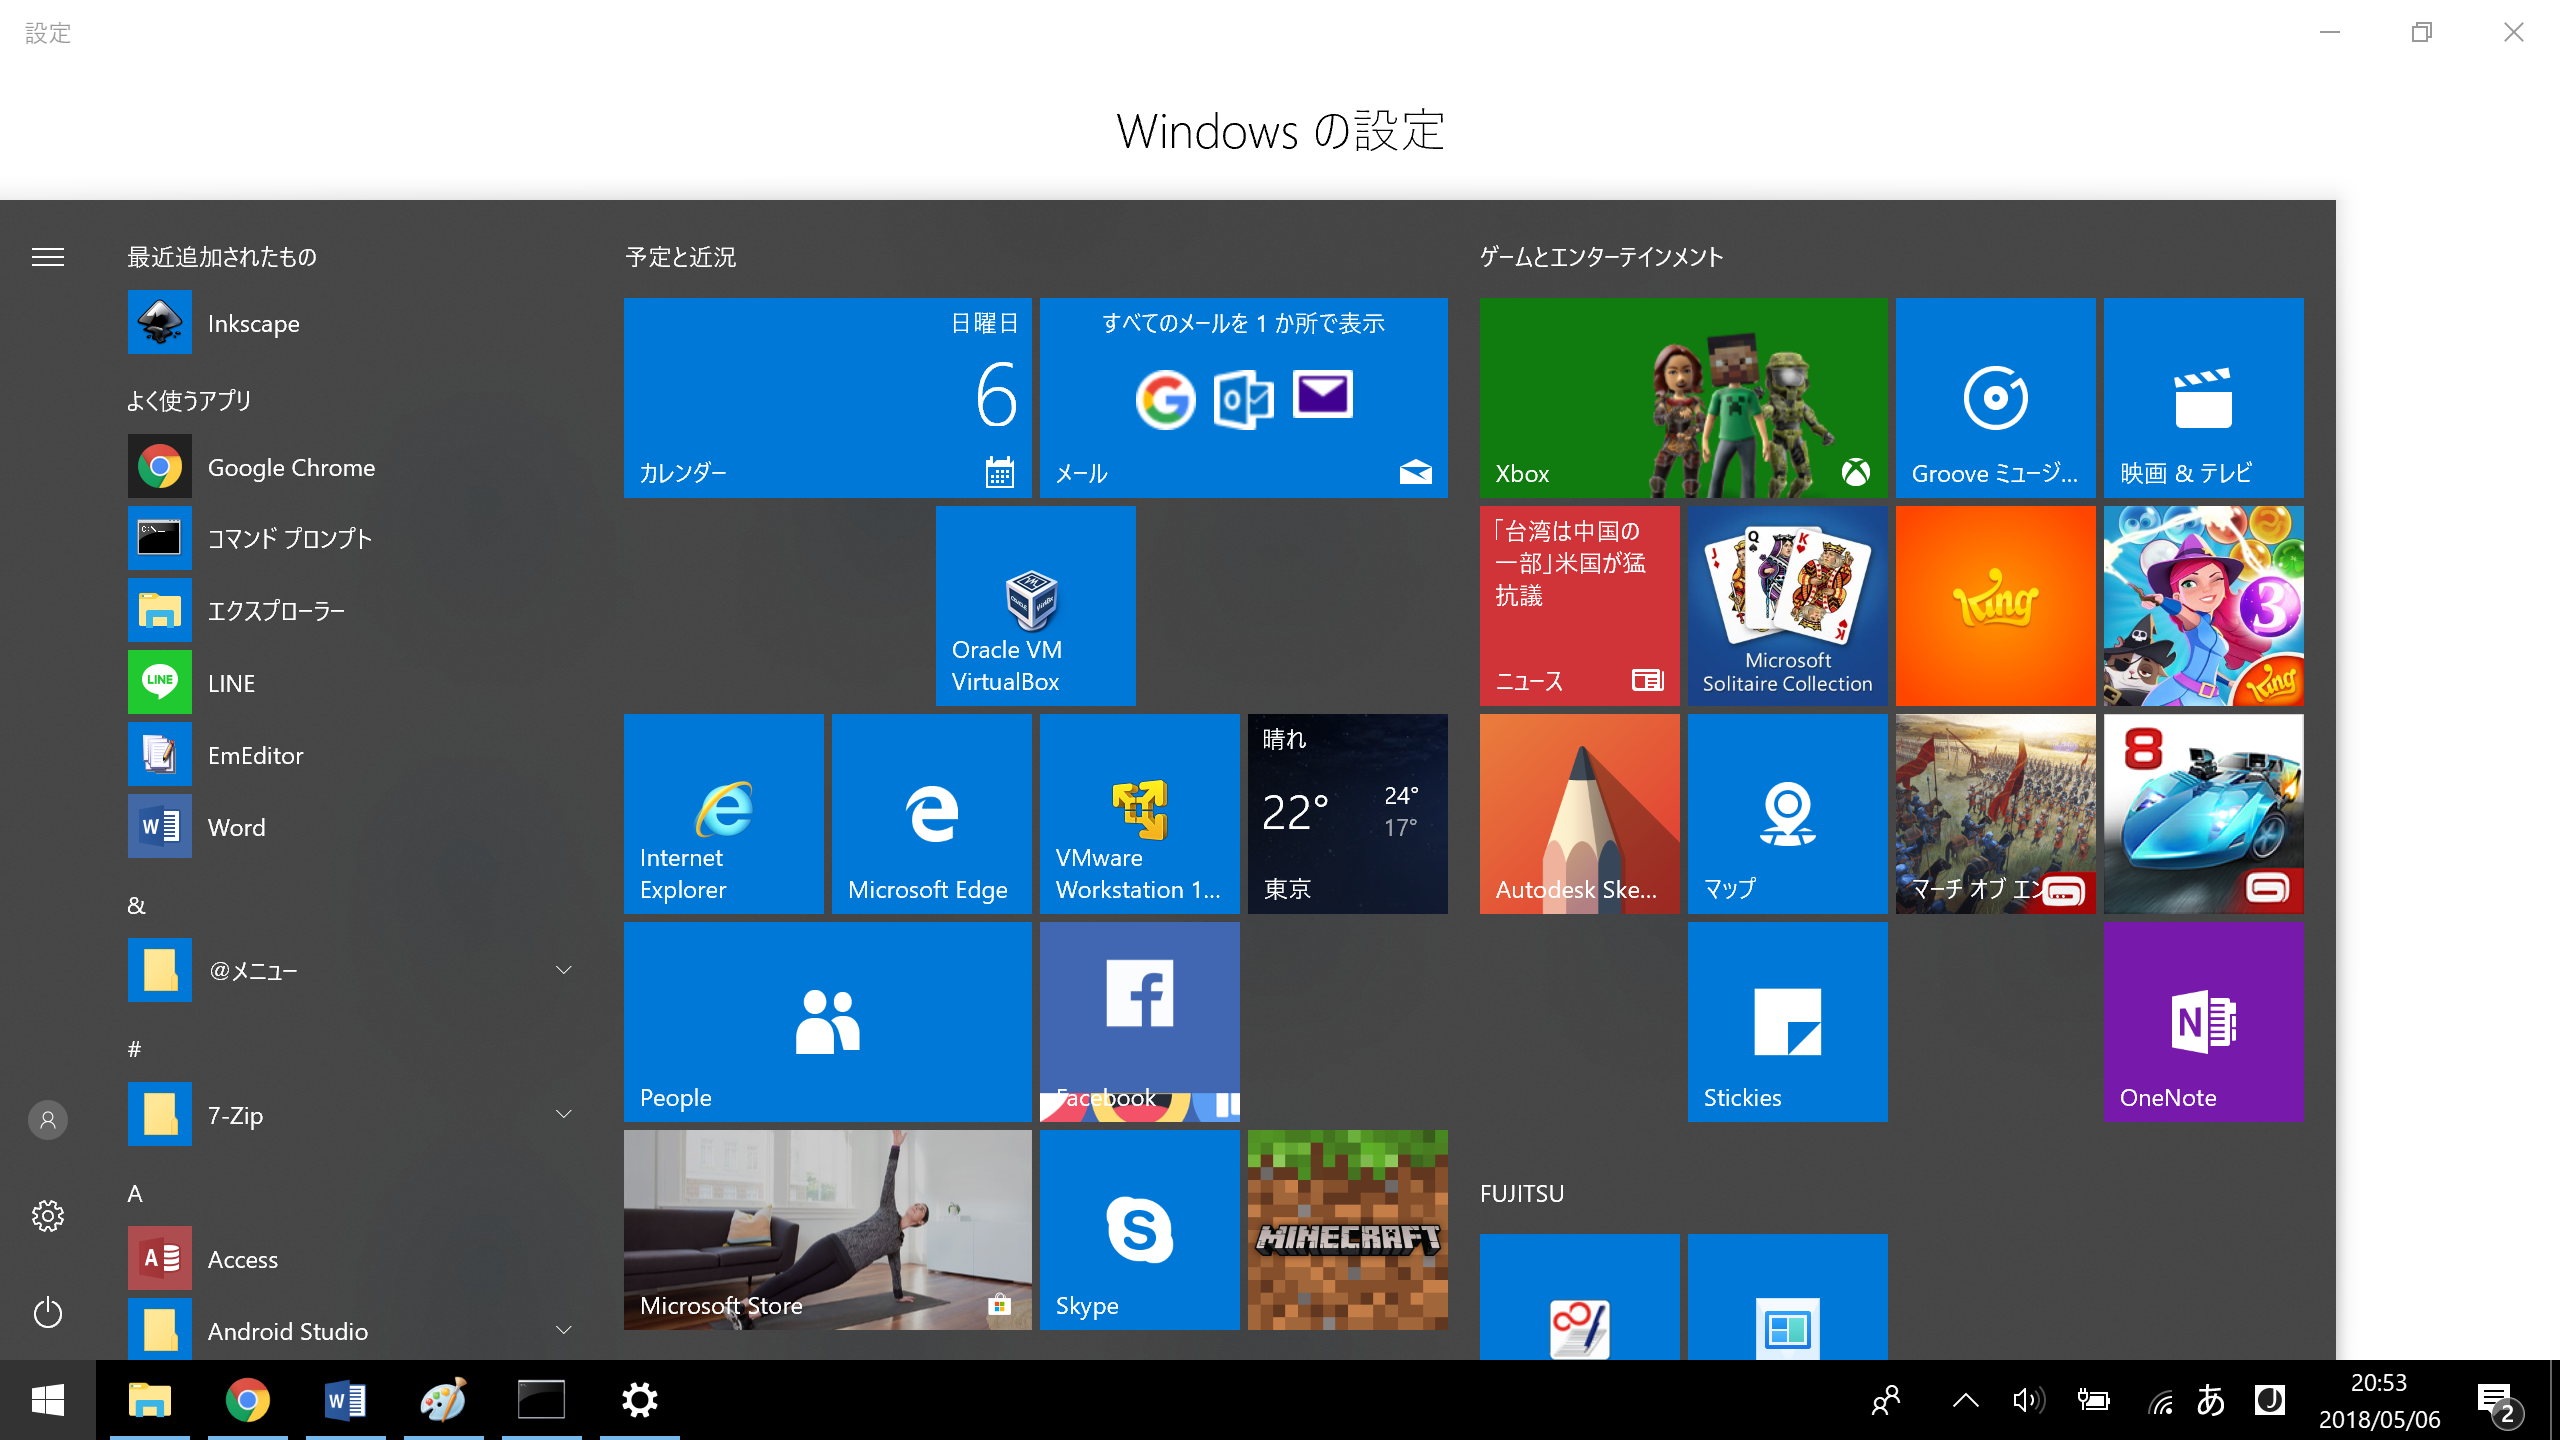 設定
Windows の設定
最近追加されたもの
Inkscape
よく使うアプリ
Google Chrome
コマンド プロンプト
エクスプローラー
LINE
LINE
EmEditor
Word
&
@メニュー
#
7-Zip
A
Access
Android Studio
予定と近況
日曜日
6
カレンダー
すべてのメールを 1 か所で表示
メール
Oracle VM
VirtualBox
Internet
Explorer
Microsoft Edge
VMware
Workstation 1...
晴れ
22°
24°
17°
東京
People
Facebook
Microsoft Store
Skype
MINECRAFT
ゲームとエンターテインメント
Xbox
Groove ミュージ...
映画 & テレビ
「台湾は中国の
一部」米国が猛
抗議
ニュース
Microsoft
Solitaire Collection
King
3
King
Autodesk Ske...
マップ
マーチ オブ エン...
8
Stickies
OneNote
FUJITSU
あ
20:53
2018/05/06
2